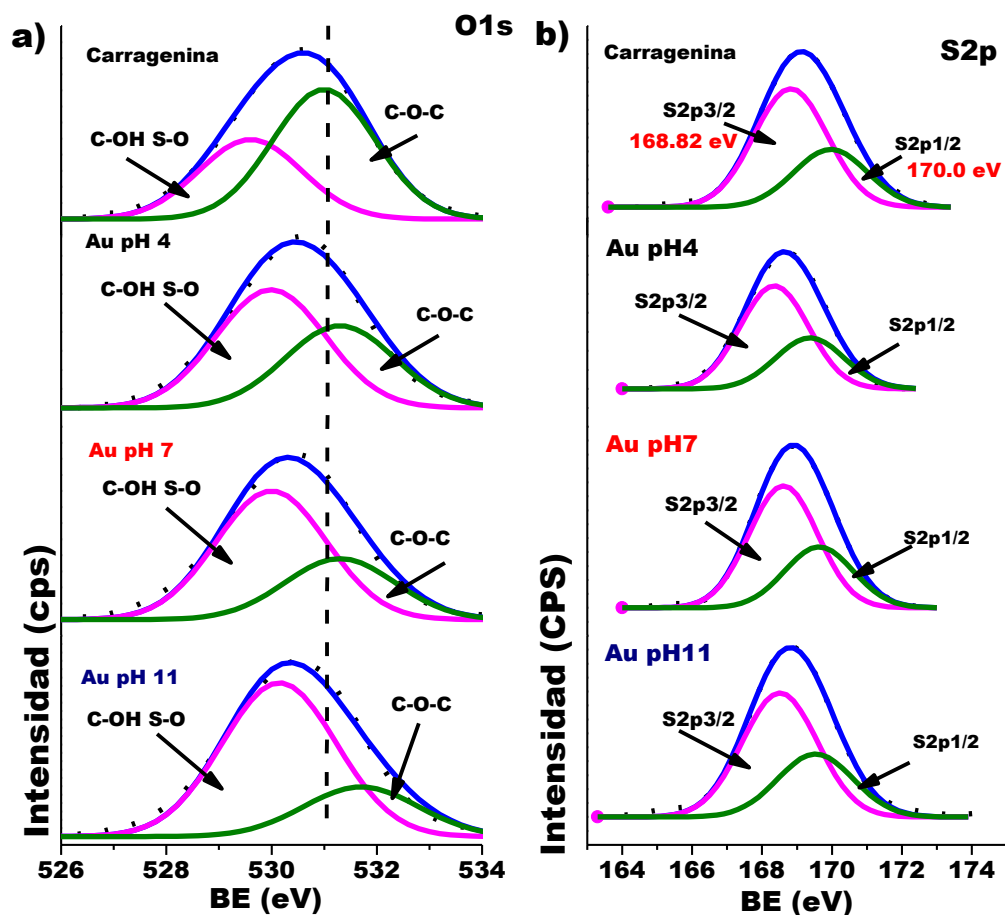 a)
O1s
Carragenina
C-OH S-O
C-O-C
Au pH 4
C-OH S-O
C-O-C
Au pH 7
C-OH S-O
C-O-C
Au pH 11
C-OH S-O
C-O-C
Intensidad (cps)
526 528 530 532 534
BE (eV)
b)
S2p
Carragenina
S2p3/2
168.82 eV
S2p1/2
170.0 eV
Au pH4
S2p3/2
S2p1/2
Au pH7
S2p3/2
S2p1/2
Au pH11
S2p3/2
S2p1/2
Intensidad (CPS)
164 166 168 170 172 174
BE (eV)